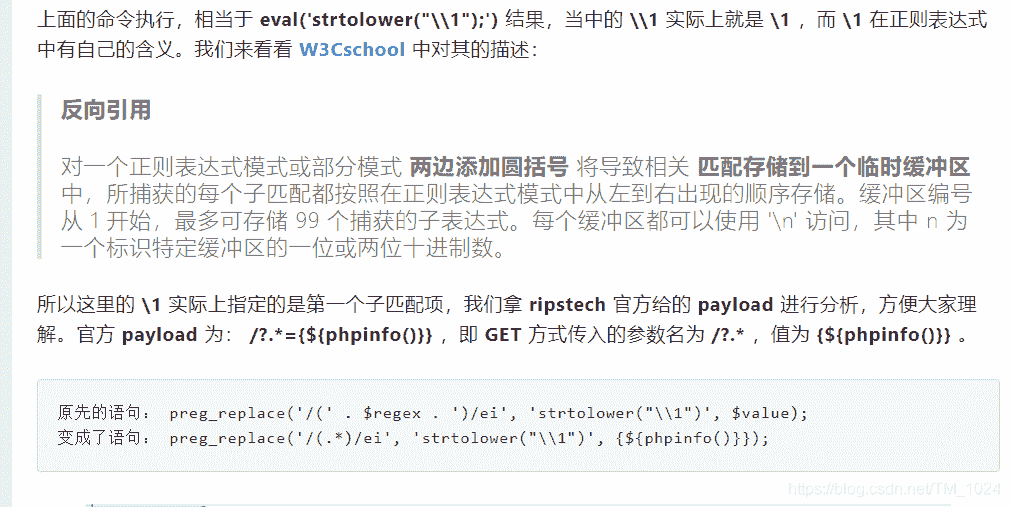 上面的命令执行，相当于 eval('strtolower("\\1");') 结果，当中的 \\1 实际上就是 \1 ，而 \1 在正则表达式
中有自己的含义。我们来看看 W3Cschool 中对其的描述：
反向引用
对一个正则表达式模式或部分模式 两边添加圆括号 将导致相关 匹配存储到一个临时缓冲区
中，所捕获的每个子匹配都按照在正则表达式模式中从左到右出现的顺序存储。缓冲区编号
从 1 开始，最多可存储 99 个捕获的子表达式。每个缓冲区都可以使用 '\n' 访问，其中 n 为
一个标识特定缓冲区的一位或两位十进制数。
所以这里的 \1 实际上指定的是第一个子匹配项，我们拿 ripstech 官方给的 payload 进行分析，方便大家理
解。官方 payload 为： /?.*={${phpinfo()}} ，即 GET 方式传入的参数名为 /?.* ，值为 {${phpinfo()}} 。
原先的语句： preg_replace('/(' . $regex . ')/ei', 'strtolower("\\1")', $value);
变成了语句： preg_replace('/(.*)/ei', 'strtolower("\\1")', {${phpinfo()}});
https://blog.csdn.net/TM_1024